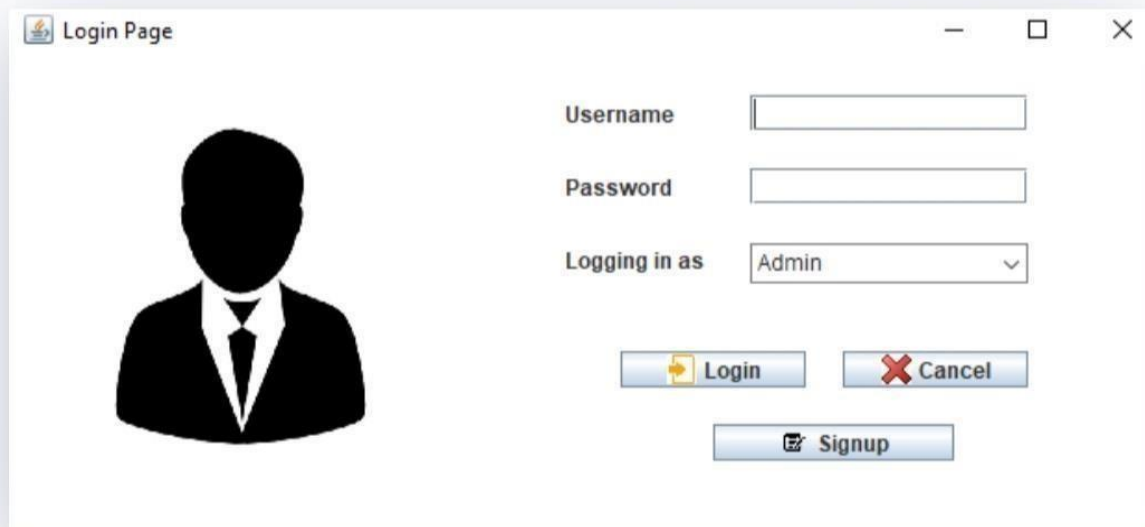 Login Page
Username
Password
Logging in as Admin
Login Cancel
Signup